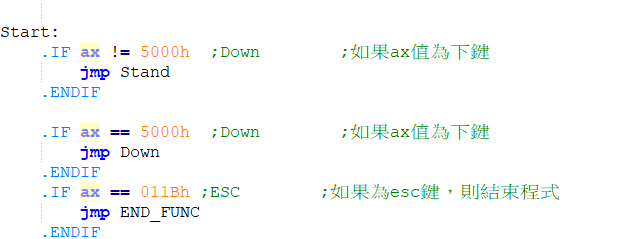 Start:
.IF ax != 5000h ;Down ;如果ax值為下鍵
jmp Stand
.ENDIF
.IF ax == 5000h ;Down ;如果ax值為下鍵
jmp Down
.ENDIF
.IF ax == 011Bh ;ESC ;如果為esc鍵，則結束程式
jmp END_FUNC
.ENDIF